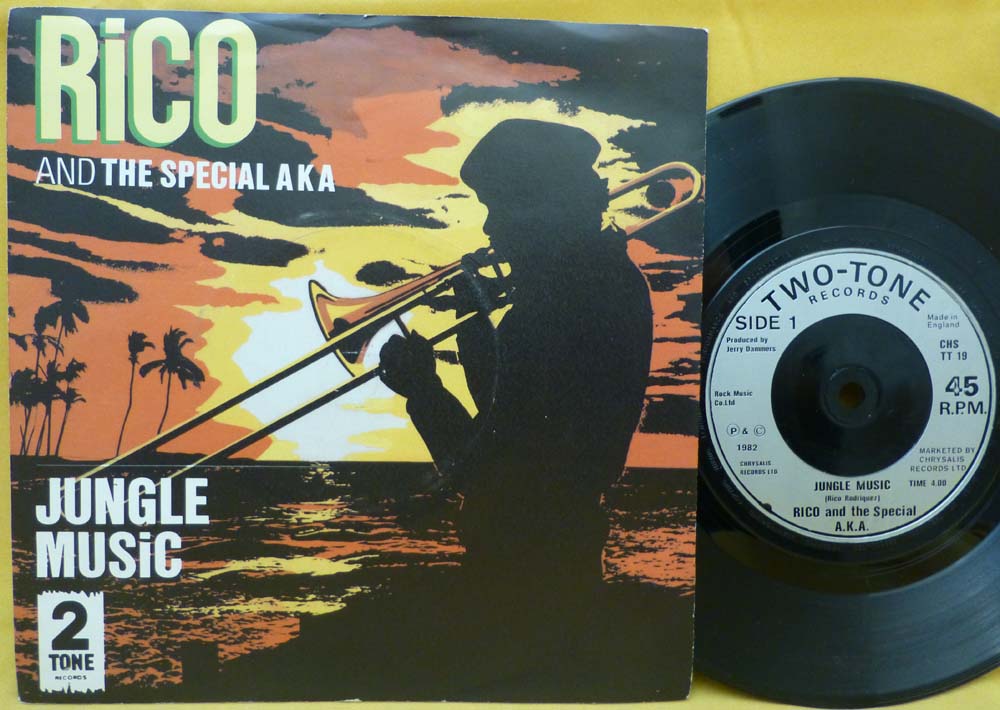 RiCO
AND THE SPECIAL AKA
JUNGLE
MUSiC
2
TONE
RECORDS
TWO-TONE
RECORDS
SIDE 1
Produced by
Jerry Dammers
Made in
England
CHS
TT 19
45
R.P.M.
Rock Music
Co.Ltd
P & C
1982
CHRYSALIS
RECORDS LTD
MARKETED BY
CHRYSALIS
RECORDS LTD
JUNGLE MUSIC
TIME 4.00
(Rico Rodriquez)
RICO and the Special
A.K.A.